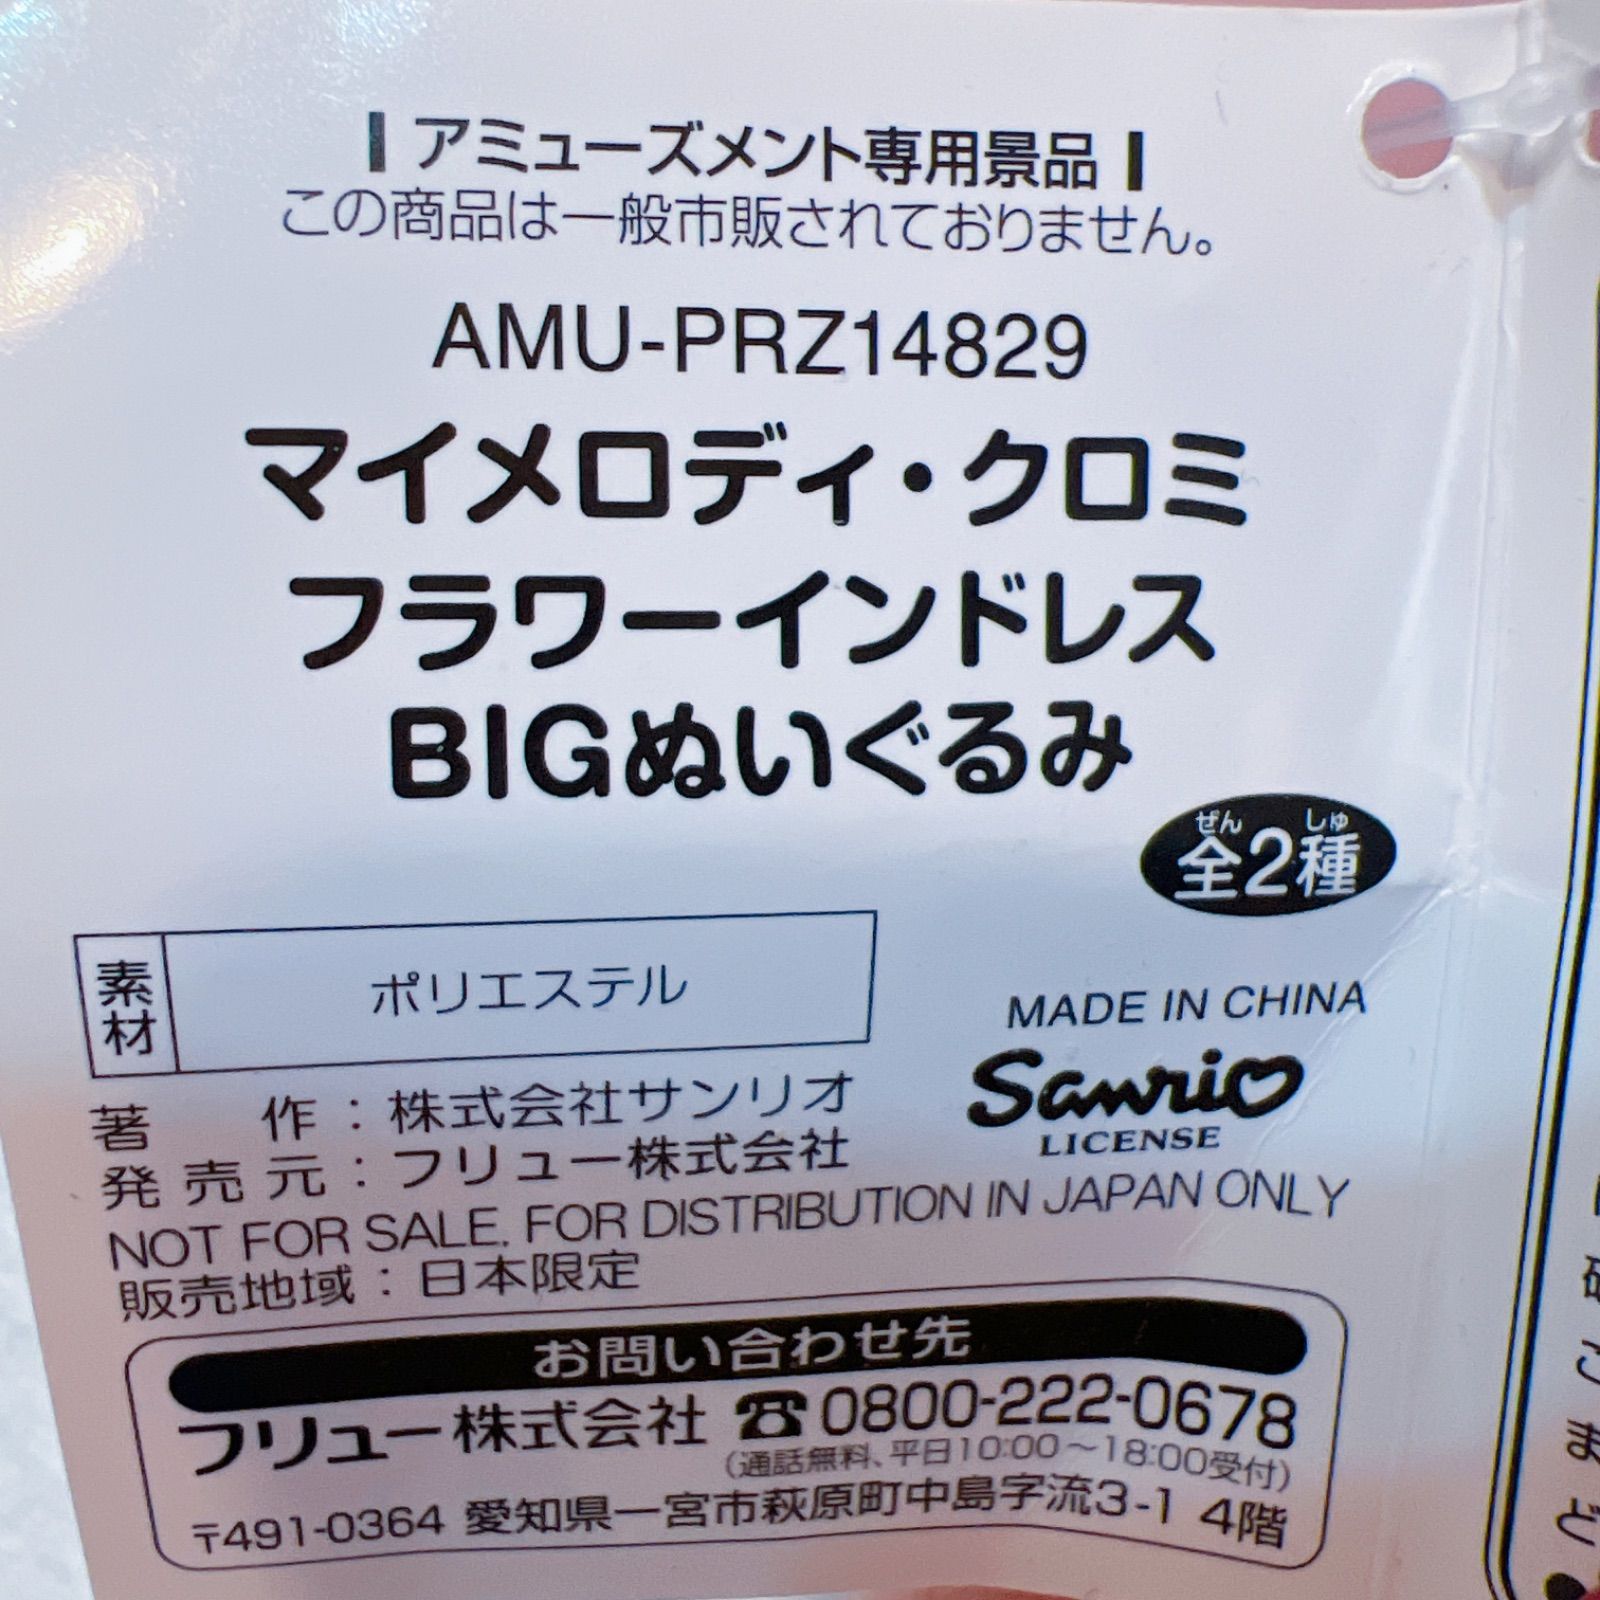 アミューズメント専用景品
この商品は一般市販されておりません。
AMU-PRZ14829
マイメロディ・クロミ
フラワーインドレス
BIGぬいぐるみ
ぜん しゅ
全2種
素材 ポリエステル
MADE IN CHINA
Sanrio
LICENSE
著 作：株式会社サンリオ
発売元：フリュー株式会社
NOT FOR SALE. FOR DISTRIBUTION IN JAPAN ONLY
販売地域：日本限定
お問い合わせ先
フリュー株式会社 ☎0800-222-0678
（通話無料、平日10:00～18:00受付）
〒491-0364 愛知県一宮市萩原町中島字流3-1 4階
こ
ま
ど